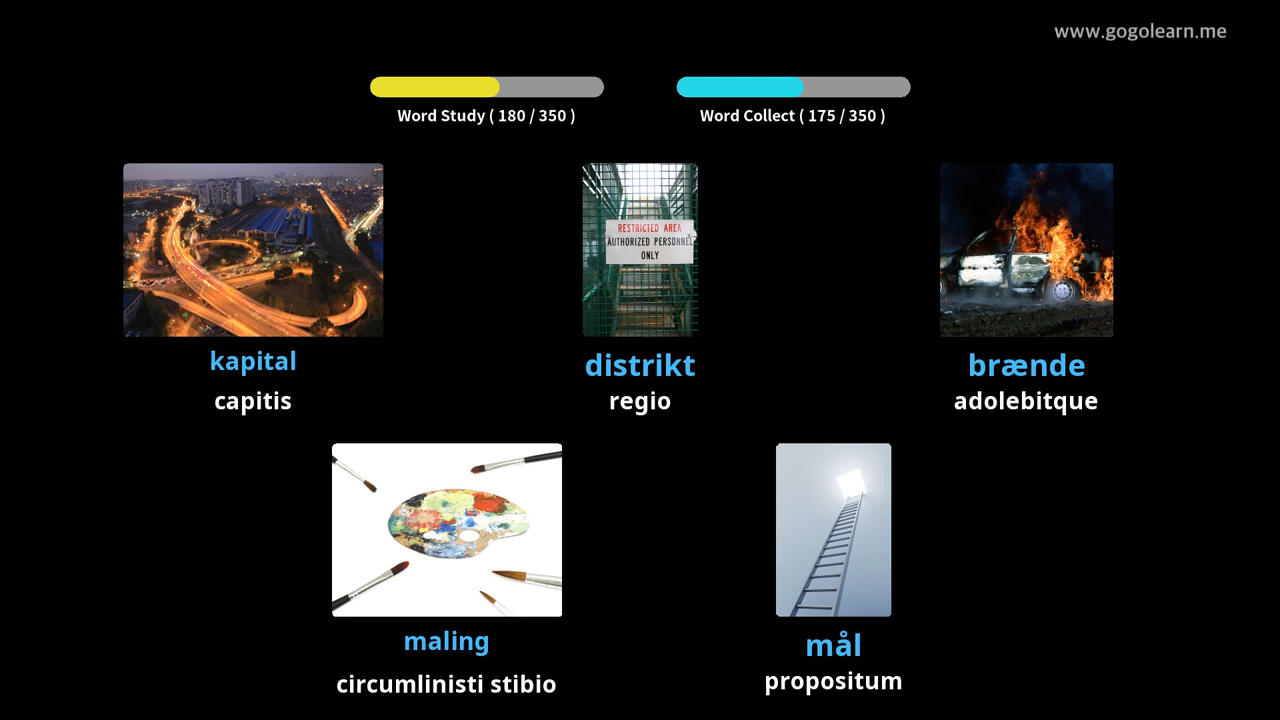 www.gogolearn.me
Word Study ( 180 / 350 )
Word Collect ( 175 / 350 )
RESTRICTED AREA
AUTHORIZED PERSONNEL
ONLY
kapital
distrikt
brænde
capitis
regio
adolebitque
maling
mål
circumlinisti stibio
propositum